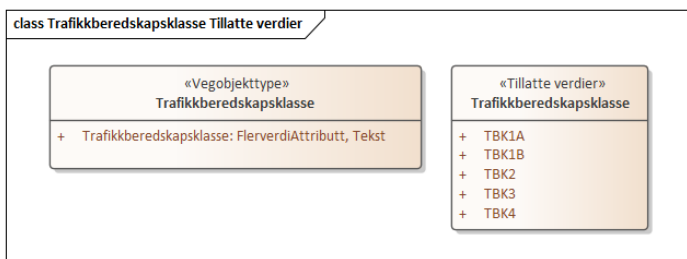 class Trafikkberedskapsklasse Tillatte verdier
«Vegobjekttype»
Trafikkberedskapsklasse
+ Trafikkberedskapsklasse: FlerverdiAttributt, Tekst
«Tillatte verdier»
Trafikkberedskapsklasse
+ TBK1A
+ TBK1B
+ TBK2
+ TBK3
+ TBK4